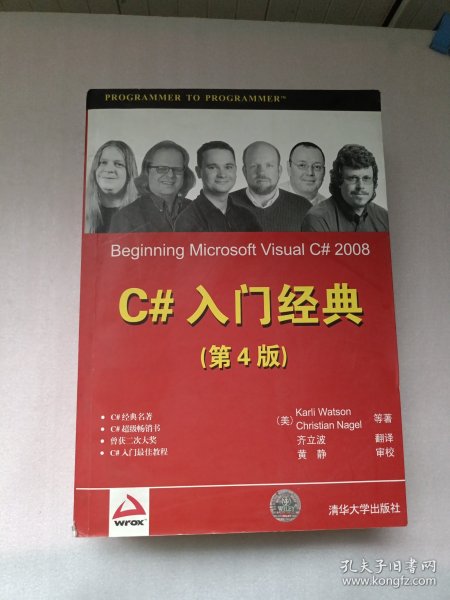 PROGRAMMER TO PROGRAMMER™
Beginning Microsoft Visual C# 2008
C# 入门经典
(第 4 版)
• C# 经典名著
• C# 超级畅销书
• 曾获二次大奖
• C# 入门最佳教程
(美) Karli Watson
Christian Nagel 等著
齐立波 翻译
黄 静 审校
wrox™
WILEY
清华大学出版社
孔夫子旧书网
www.kongfz.com